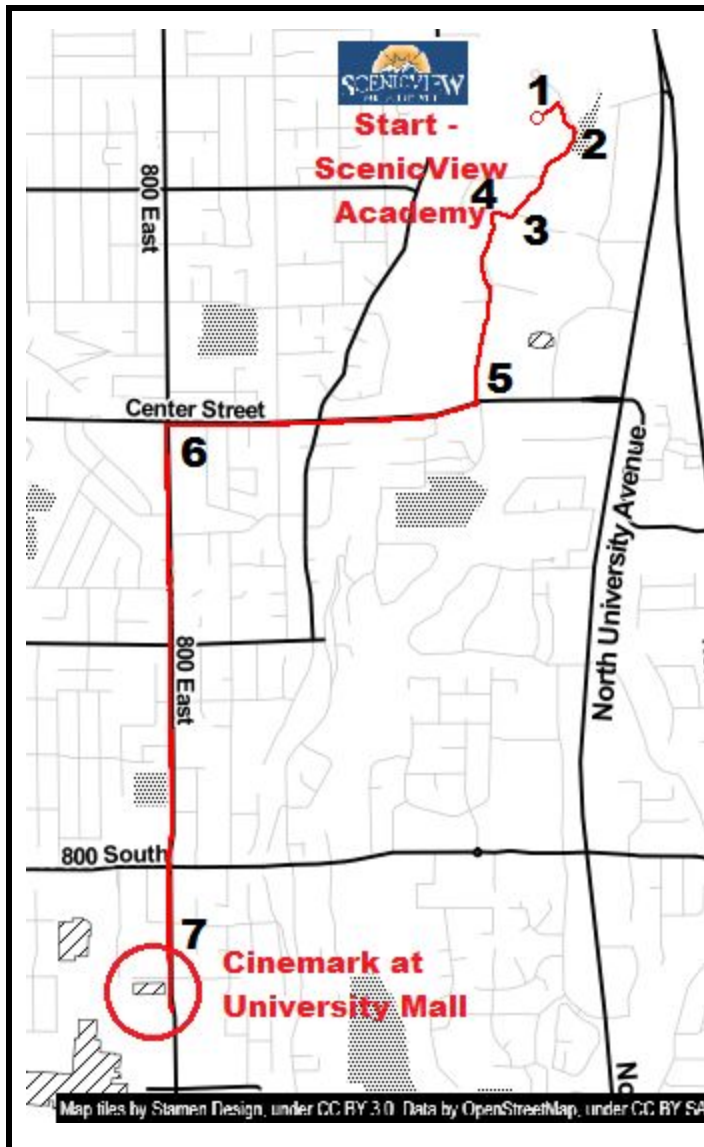 SCENICVIEW
1
Start -
ScenicView
Academy
2
800 East
4
3
5
Center Street
6
North University Avenue
800 East
800 South
7
Cinemark at
University Mall
No
Map tiles by Stamen Design, under CC BY 3.0. Data by OpenStreetMap, under CC BY SA